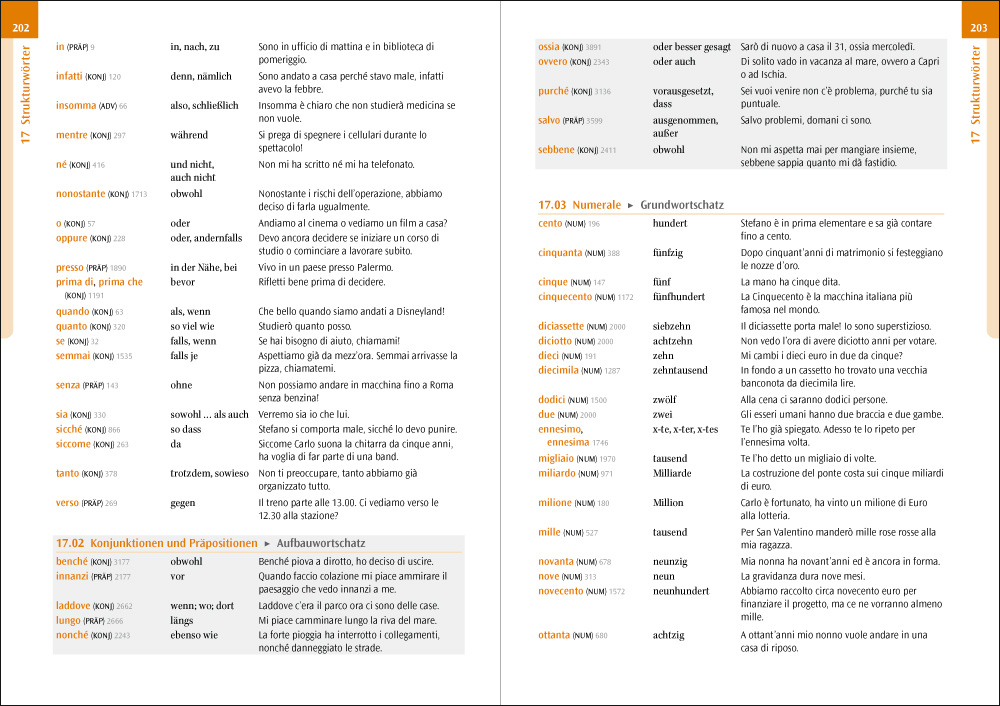 202
17 Strukturwörter
in (PRÄP) 9 in, nach, zu Sono in ufficio di mattina e in biblioteca di
pomeriggio.
infatti (KONJ) 120 denn, nämlich Sono andato a casa perché stavo male, infatti
avevo la febbre.
insomma (ADV) 66 also, schließlich Insomma è chiaro che non studierà medicina se
non vuole.
mentre (KONJ) 297 während Si prega di spegnere i cellulari durante lo
spettacolo!
né (KONJ) 416 und nicht, Non mi ha scritto né mi ha telefonato.
auch nicht
nonostante (KONJ) 1713 obwohl Nonostante i rischi dell'operazione, abbiamo
deciso di farla ugualmente.
o (KONJ) 57 oder Andiamo al cinema o vediamo un film a casa?
oppure (KONJ) 228 oder, andernfalls Devo ancora decidere se iniziare un corso di
studio o cominciare a lavorare subito.
presso (PRÄP) 1890 in der Nähe, bei Vivo in un paese presso Palermo.
prima di, prima che bevor Rifletti bene prima di decidere.
(KONJ) 1191
quando (KONJ) 63 als, wenn Che bello quando siamo andati a Disneyland!
quanto (KONJ) 320 so viel wie Studierò quanto posso.
se (KONJ) 32 falls, wenn Se hai bisogno di aiuto, chiamami!
semmai (KONJ) 1535 falls je Aspettiamo già da mezz'ora. Semmai arrivasse la
pizza, chiamatemi.
senza (PRÄP) 143 ohne Non possiamo andare in macchina fino a Roma
senza benzina!
sia (KONJ) 330 sowohl ... als auch Verremo sia io che lui.
sicché (KONJ) 866 so dass Stefano si comporta male, sicché lo devo punire.
siccome (KONJ) 263 da Siccome Carlo suona la chitarra da cinque anni,
ha voglia di far parte di una band.
tanto (KONJ) 378 trotzdem, sowieso Non ti preoccupare, tanto abbiamo già
organizzato tutto.
verso (PRÄP) 269 gegen Il treno parte alle 13.00. Ci vediamo verso le
12.30 alla stazione?
17.02 Konjunktionen und Präpositionen ► Aufbauwortschatz
benché (KONJ) 3177 obwohl Benché piova a dirotto, ho deciso di uscire.
innanzi (PRÄP) 2177 vor Quando faccio colazione mi piace ammirare il
paesaggio che vedo innanzi a me.
laddove (KONJ) 2662 wenn; wo; dort Laddove c'era il parco ora ci sono delle case.
lungo (PRÄP) 2666 längs Mi piace camminare lungo la riva del mare.
nonché (KONJ) 2243 ebenso wie La forte pioggia ha interrotto i collegamenti,
nonché danneggiato le strade.
203
17 Strukturwörter
ossia (KONJ) 3891 oder besser gesagt Sarò di nuovo a casa il 31, ossia mercoledì.
ovvero (KONJ) 2343 oder auch Di solito vado in vacanza al mare, ovvero a Capri
o ad Ischia.
purché (KONJ) 3136 vorausgesetzt, Sei vuoi venire non c'è problema, purché tu sia
dass puntuale.
salvo (PRÄP) 3599 ausgenommen, Salvo problemi, domani ci sono.
außer
sebbene (KONJ) 2411 obwohl Non mi aspetta mai per mangiare insieme,
sebbene sappia quanto mi dà fastidio.
17.03 Numerale ► Grundwortschatz
cento (NUM) 196 hundert Stefano è in prima elementare e sa già contare
fino a cento.
cinquanta (NUM) 388 fünfzig Dopo cinquant'anni di matrimonio si festeggiano
le nozze d'oro.
cinque (NUM) 147 fünf La mano ha cinque dita.
cinquecento (NUM) 1172 fünfhundert La Cinquecento è la macchina italiana più
famosa nel mondo.
diciassette (NUM) 2000 siebzehn Il diciassette porta male! Io sono superstizioso.
diciotto (NUM) 2000 achtzehn Non vedo l'ora di avere diciotto anni per votare.
dieci (NUM) 191 zehn Mi cambi i dieci euro in due da cinque?
diecimila (NUM) 1287 zehntausend In fondo a un cassetto ho trovato una vecchia
banconota da diecimila lire.
dodici (NUM) 1500 zwölf Alla cena ci saranno dodici persone.
due (NUM) 2000 zwei Gli esseri umani hanno due braccia e due gambe.
ennesimo, x-te, x-ter, x-tes Te l'ho già spiegato. Adesso te lo ripeto per
ennesima 1746 l'ennesima volta.
migliaio (NUM) 1970 tausend Te l'ho detto un migliaio di volte.
miliardo (NUM) 971 Milliarde La costruzione del ponte costa sui cinque miliardi
di euro.
milione (NUM) 180 Million Carlo è fortunato, ha vinto un milione di Euro
alla lotteria.
mille (NUM) 527 tausend Per San Valentino manderò mille rose rosse alla
mia ragazza.
novanta (NUM) 678 neunzig Mia nonna ha novant'anni ed è ancora in forma.
nove (NUM) 313 neun La gravidanza dura nove mesi.
novecento (NUM) 1572 neunhundert Abbiamo raccolto circa novecento euro per
finanziare il progetto, ma ce ne vorranno almeno
mille.
ottanta (NUM) 680 achtzig A ottant'anni mio nonno vuole andare in una
casa di riposo.